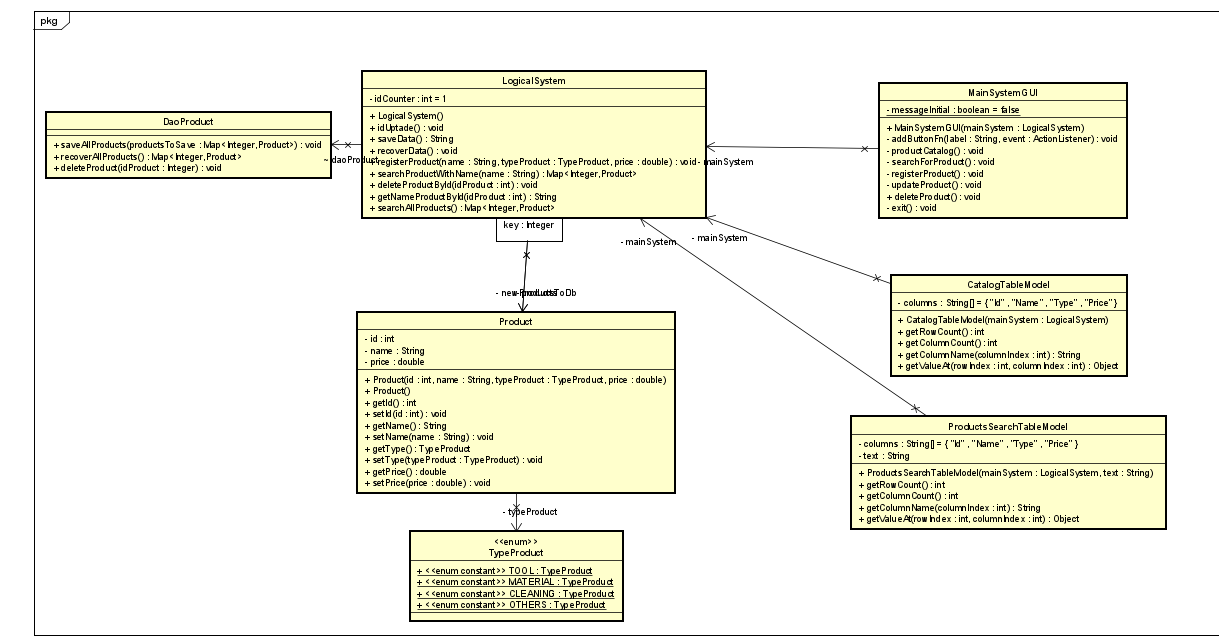 pkg
LogicalSystem
- idCounter : int = 1
+ LogicalSystem()
+ idUptade() : void
+ saveData() : String
+ recoverData() : void
+ registerProduct(name : String, typeProduct : TypeProduct, price : double) : void
+ searchProductWithName(name : String) : Map<Integer,Product>
+ deleteProductById(idProduct : int) : void
+ getNameProductById(idProduct : int) : String
+ searchAllProducts() : Map<Integer,Product>
key : Integer
DaoProduct
+ saveAllProducts(productsToSave : Map<Integer,Product>) : void
+ recoverAllProducts() : Map<Integer,Product>
+ deleteProduct(idProduct : Integer) : void
~ daoProduct
- mainSystem
MainSystemGUI
- messageInitial : boolean = false
+ MainSystemGUI(mainSystem : LogicalSystem)
- addButtonFn(label : String, event : ActionListener) : void
- productCatalog() : void
- searchForProduct() : void
- registerProduct() : void
- updateProduct() : void
+ deleteProduct() : void
- exit() : void
- mainSystem
- mainSystem
CatalogTableModel
- columns : String[] = { "Id" , "Name" , "Type" , "Price" }
+ CatalogTableModel(mainSystem : LogicalSystem)
+ getRowCount() : int
+ getColumnCount() : int
+ getColumnName(columnIndex : int) : String
+ getValueAt(rowIndex : int, columnIndex : int) : Object
- newProductsToDb
Product
- id : int
- name : String
- price : double
+ Product(id : int, name : String, typeProduct : TypeProduct, price : double)
+ Product()
+ getId() : int
+ setId(id : int) : void
+ getName() : String
+ setName(name : String) : void
+ getType() : TypeProduct
+ setType(typeProduct : TypeProduct) : void
+ getPrice() : double
+ setPrice(price : double) : void
ProductsSearchTableModel
- columns : String[] = { "Id" , "Name" , "Type" , "Price" }
- text : String
+ ProductsSearchTableModel(mainSystem : LogicalSystem, text : String)
+ getRowCount() : int
+ getColumnCount() : int
+ getColumnName(columnIndex : int) : String
+ getValueAt(rowIndex : int, columnIndex : int) : Object
- typeProduct
<<enum>>
TypeProduct
+ <<enum constant>> TOOL : TypeProduct
+ <<enum constant>> MATERIAL : TypeProduct
+ <<enum constant>> CLEANING : TypeProduct
+ <<enum constant>> OTHERS : TypeProduct